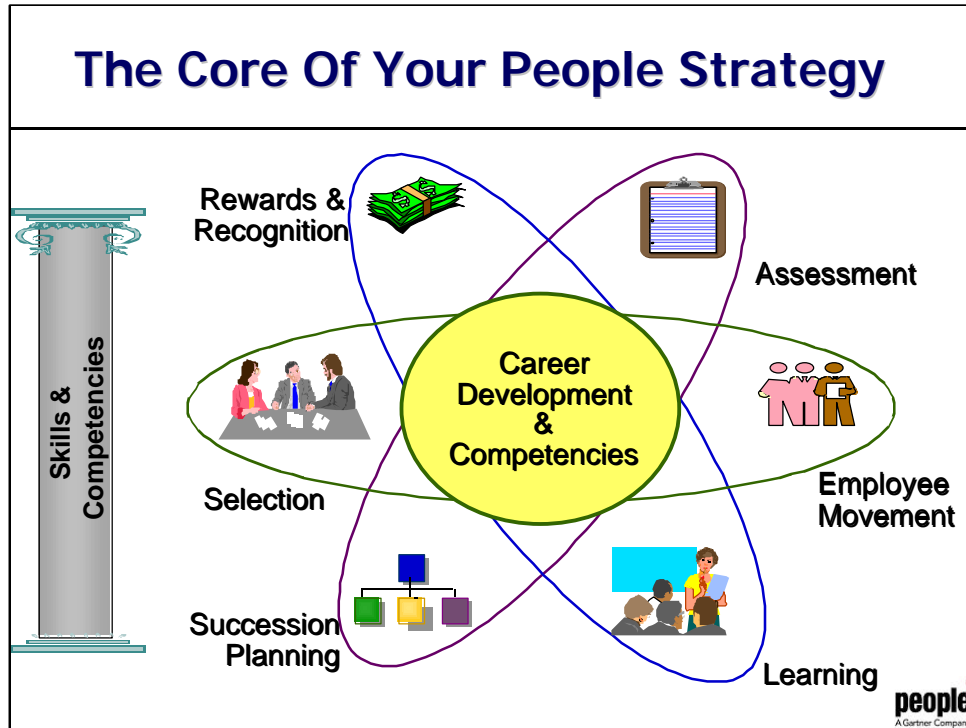 The Core Of Your People Strategy
Rewards &
Recognition
Assessment
Skills &
Competencies
Career
Development
&
Competencies
Selection
Employee
Movement
Succession
Planning
Learning
people
A Gartner Compan